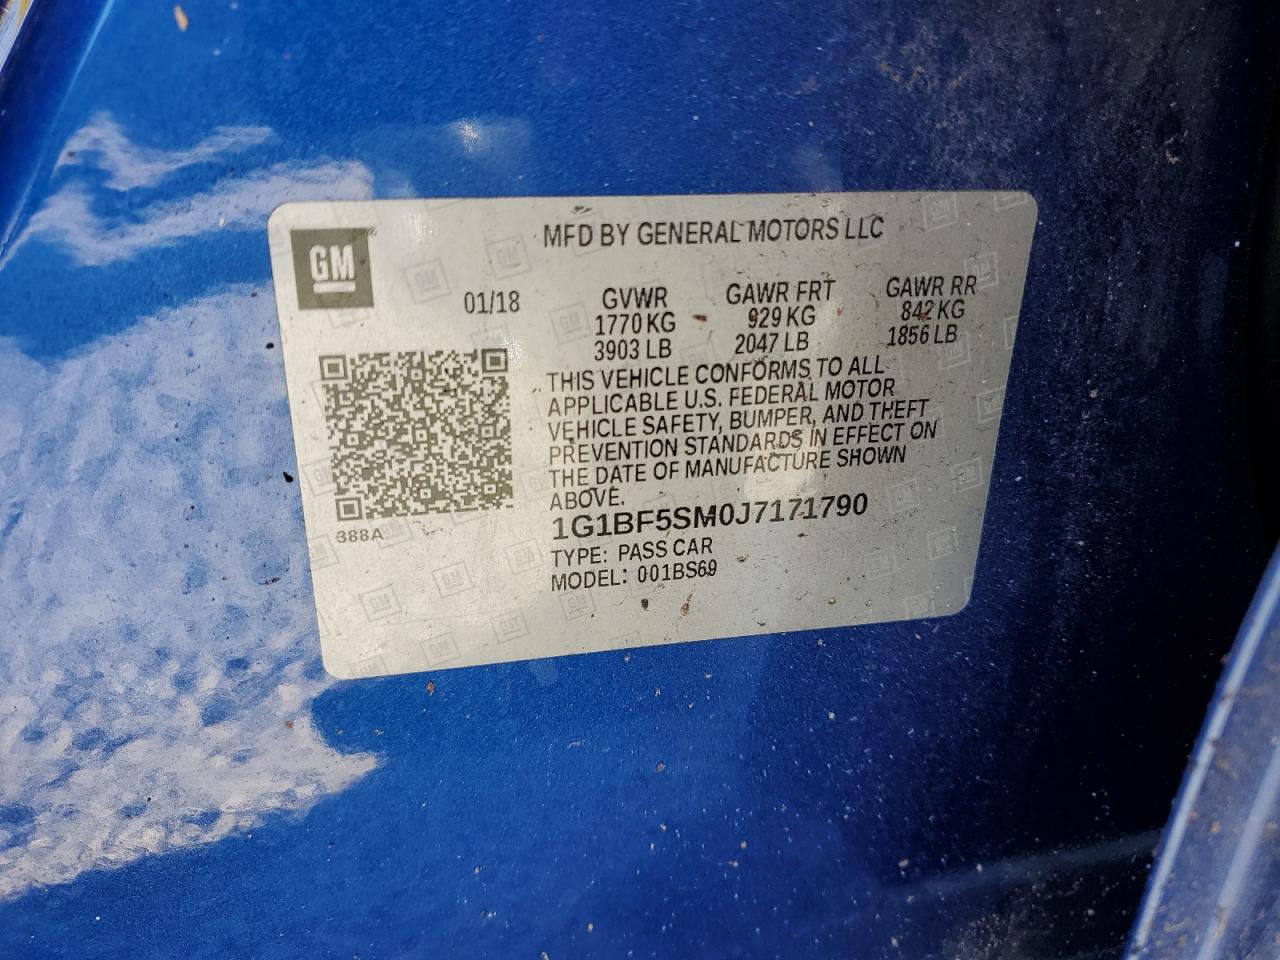 GM
MFD BY GENERAL MOTORS LLC
01/18
GVWR
1770 KG
3903 LB
GAWR FRT
929 KG
2047 LB
GAWR RR
842 KG
1856 LB
THIS VEHICLE CONFORMS TO ALL
APPLICABLE U.S. FEDERAL MOTOR
VEHICLE SAFETY, BUMPER, AND THEFT
PREVENTION STANDARDS IN EFFECT ON
THE DATE OF MANUFACTURE SHOWN
ABOVE.
1G1BF5SM0J7171790
TYPE: PASS CAR
MODEL: 001BS69
388A